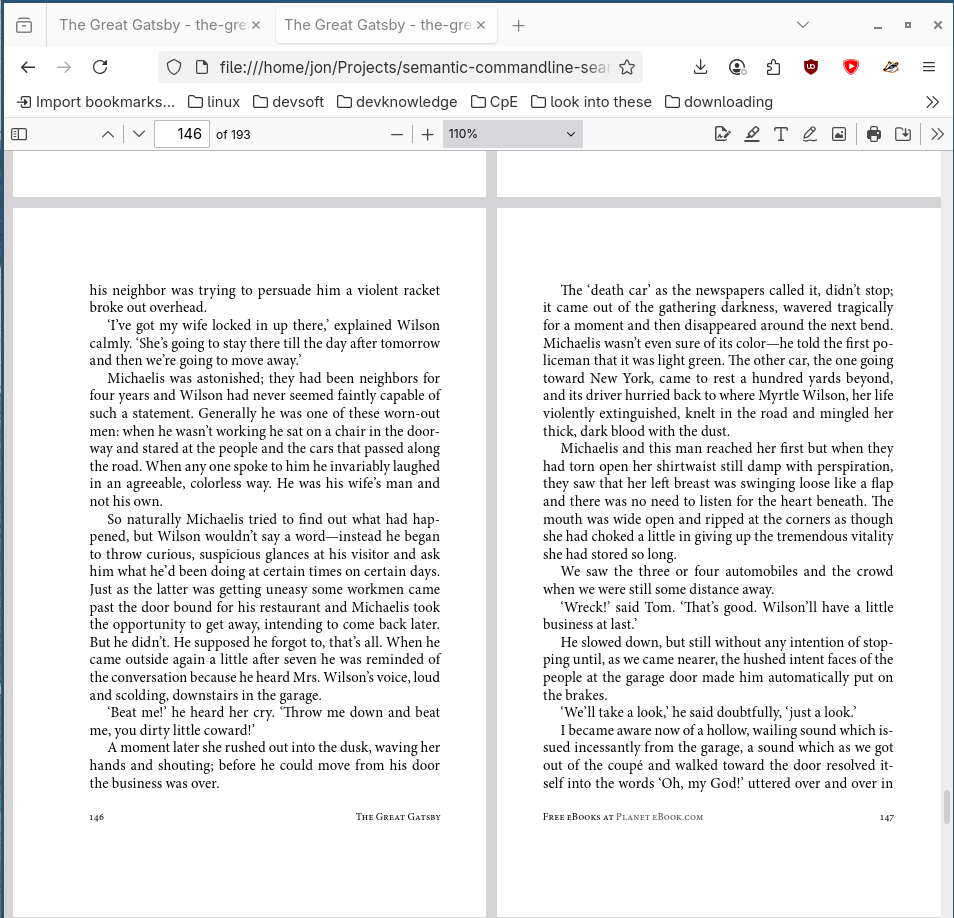 The Great Gatsby - the-gre
The Great Gatsby - the-gre
file:///home/jon/Projects/semantic-commandline-sear
Import bookmarks...
linux
devsoft
devknowledge
CpE
look into these
downloading
146
of 193
110%
his neighbor was trying to persuade him a violent racket
broke out overhead.
‘I’ve got my wife locked in up there,’ explained Wilson
calmly. ‘She’s going to stay there till the day after tomorrow
and then we’re going to move away.’
Michaelis was astonished; they had been neighbors for
four years and Wilson had never seemed faintly capable of
such a statement. Generally he was one of these worn-out
men: when he wasn’t working he sat on a chair in the door-
way and stared at the people and the cars that passed along
the road. When any one spoke to him he invariably laughed
in an agreeable, colorless way. He was his wife’s man and
not his own.
So naturally Michaelis tried to find out what had hap-
pened, but Wilson wouldn’t say a word—instead he began
to throw curious, suspicious glances at his visitor and ask
him what he’d been doing at certain times on certain days.
Just as the latter was getting uneasy some workmen came
past the door bound for his restaurant and Michaelis took
the opportunity to get away, intending to come back later.
But he didn’t. He supposed he forgot to, that’s all. When he
came outside again a little after seven he was reminded of
the conversation because he heard Mrs. Wilson’s voice, loud
and scolding, downstairs in the garage.
‘Beat me!’ he heard her cry. ‘Throw me down and beat
me, you dirty little coward!’
A moment later she rushed out into the dusk, waving her
hands and shouting; before he could move from his door
the business was over.
146
The Great Gatsby
The ‘death car’ as the newspapers called it, didn’t stop;
it came out of the gathering darkness, wavered tragically
for a moment and then disappeared around the next bend.
Michaelis wasn’t even sure of its color—he told the first po-
liceman that it was light green. The other car, the one going
toward New York, came to rest a hundred yards beyond,
and its driver hurried back to where Myrtle Wilson, her life
violently extinguished, knelt in the road and mingled her
thick, dark blood with the dust.
Michaelis and this man reached her first but when they
had torn open her shirtwaist still damp with perspiration,
they saw that her left breast was swinging loose like a flap
and there was no need to listen for the heart beneath. The
mouth was wide open and ripped at the corners as though
she had choked a little in giving up the tremendous vitality
she had stored so long.
We saw the three or four automobiles and the crowd
when we were still some distance away.
‘Wreck!’ said Tom. ‘That’s good. Wilson’ll have a little
business at last.’
He slowed down, but still without any intention of stop-
ping until, as we came nearer, the hushed intent faces of the
people at the garage door made him automatically put on
the brakes.
‘We’ll take a look,’ he said doubtfully, ‘just a look.’
I became aware now of a hollow, wailing sound which is-
sued incessantly from the garage, a sound which as we got
out of the coupé and walked toward the door resolved it-
self into the words ‘Oh, my God!’ uttered over and over in
Free eBooks at Planet eBook.com
147